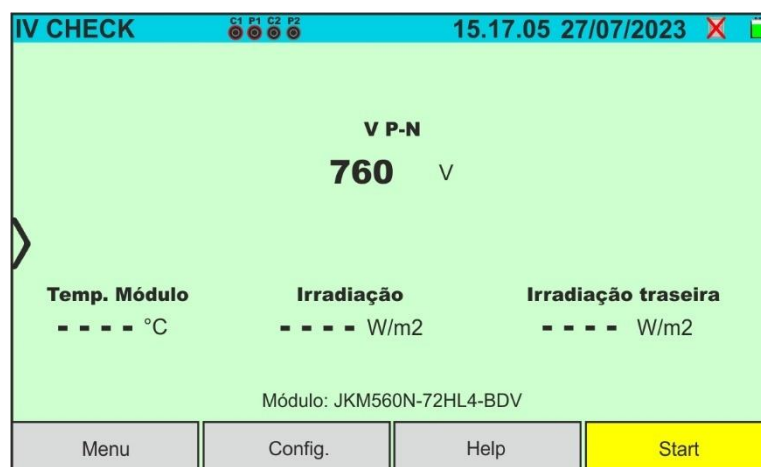 IV CHECK C1 P1 C2 P2 15.17.05 27/07/2023
V P-N
760 V
Temp. Módulo Irradiação Irradiação traseira
- - - - °C - - - - W/m2 - - - - W/m2
Módulo: JKM560N-72HL4-BDV
Menu Config. Help Start